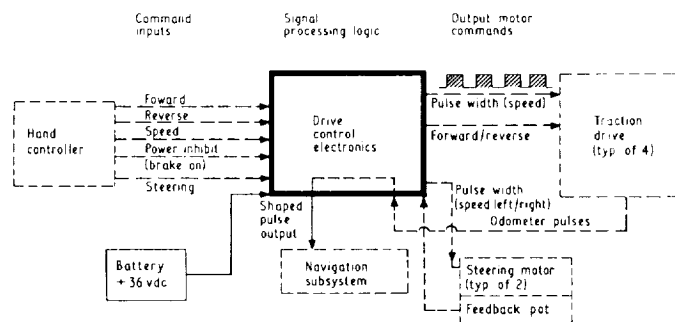 Command inputs
Signal processing logic
Output motor commands
Hand controller
Foward
Reverse
Speed
Power inhibit
(brake on)
Steering
Drive control electronics
Pulse width (speed)
Forward/reverse
Traction drive (typ of 4)
Pulse width (speed left/right)
Odometer pulses
Shaped pulse output
Battery + 36 vdc
Navigation subsystem
Steering motor (typ of 2)
Feedback pot